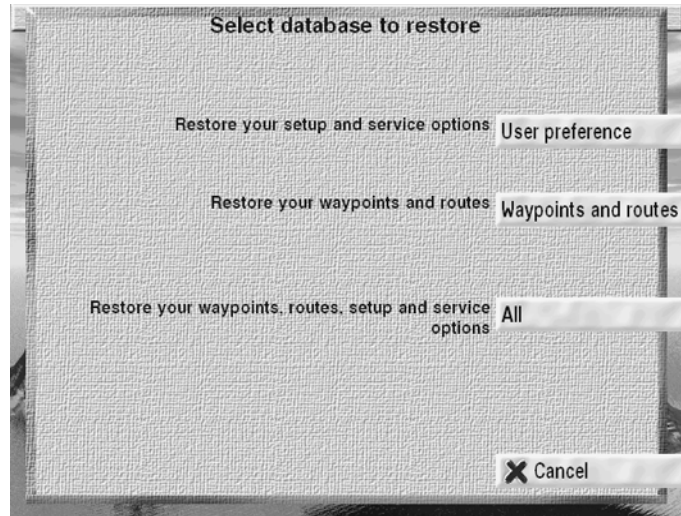 Select database to restore
Restore your setup and service options
User preference
Restore your waypoints and routes
Waypoints and routes
Restore your waypoints, routes, setup and service
options
All
Cancel